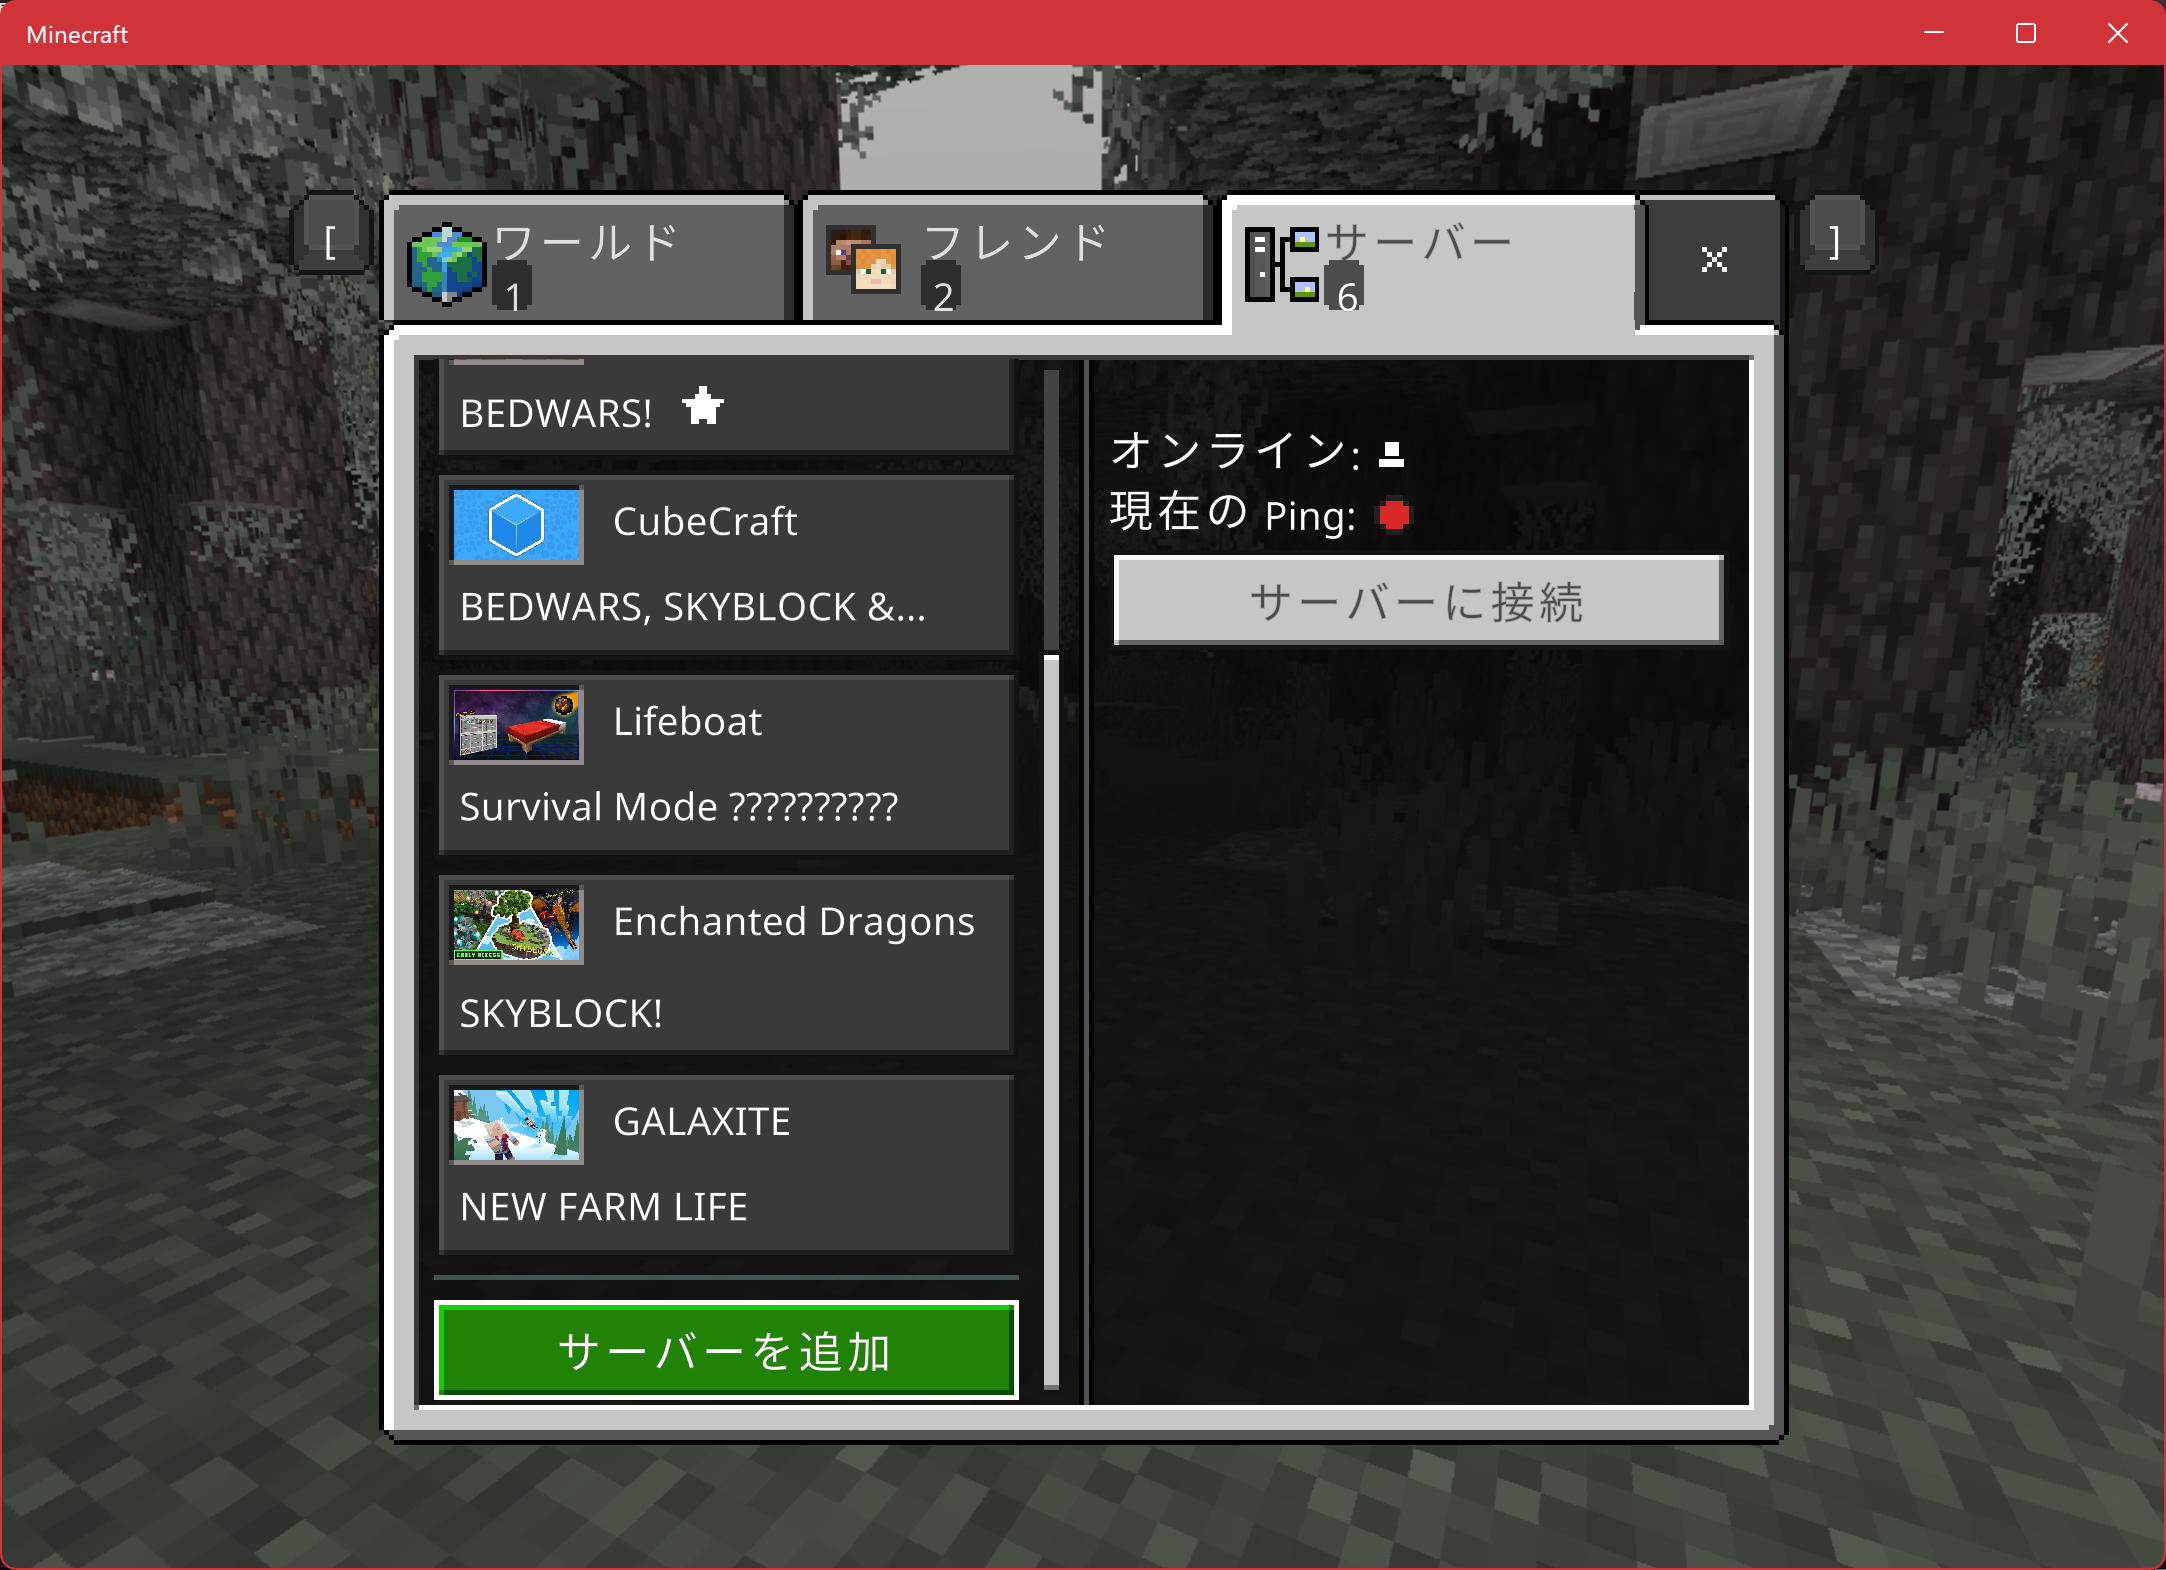 Minecraft
[
ワールド
1
フレンド
2
サーバー
6
]
BEDWARS!
CubeCraft
BEDWARS, SKYBLOCK &...
Lifeboat
Survival Mode ??????????
Enchanted Dragons
EARLY ACCESS
SKYBLOCK!
GALAXITE
NEW FARM LIFE
サーバーを追加
オンライン:
現在の Ping:
サーバーに接続